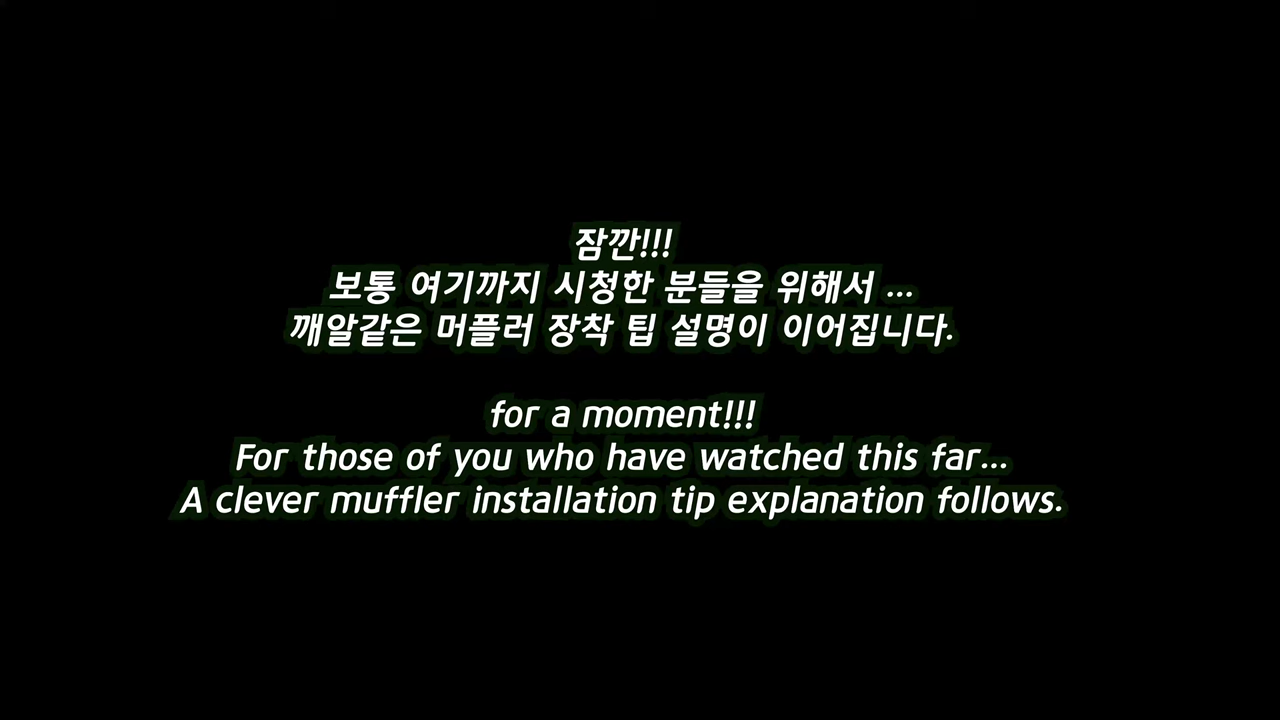 잠깐!!!
보통 여기까지 시청한 분들을 위해서 ...
깨알같은 머플러 장착 팁 설명이 이어집니다.
for a moment!!!
For those of you who have watched this far...
A clever muffler installation tip explanation follows.